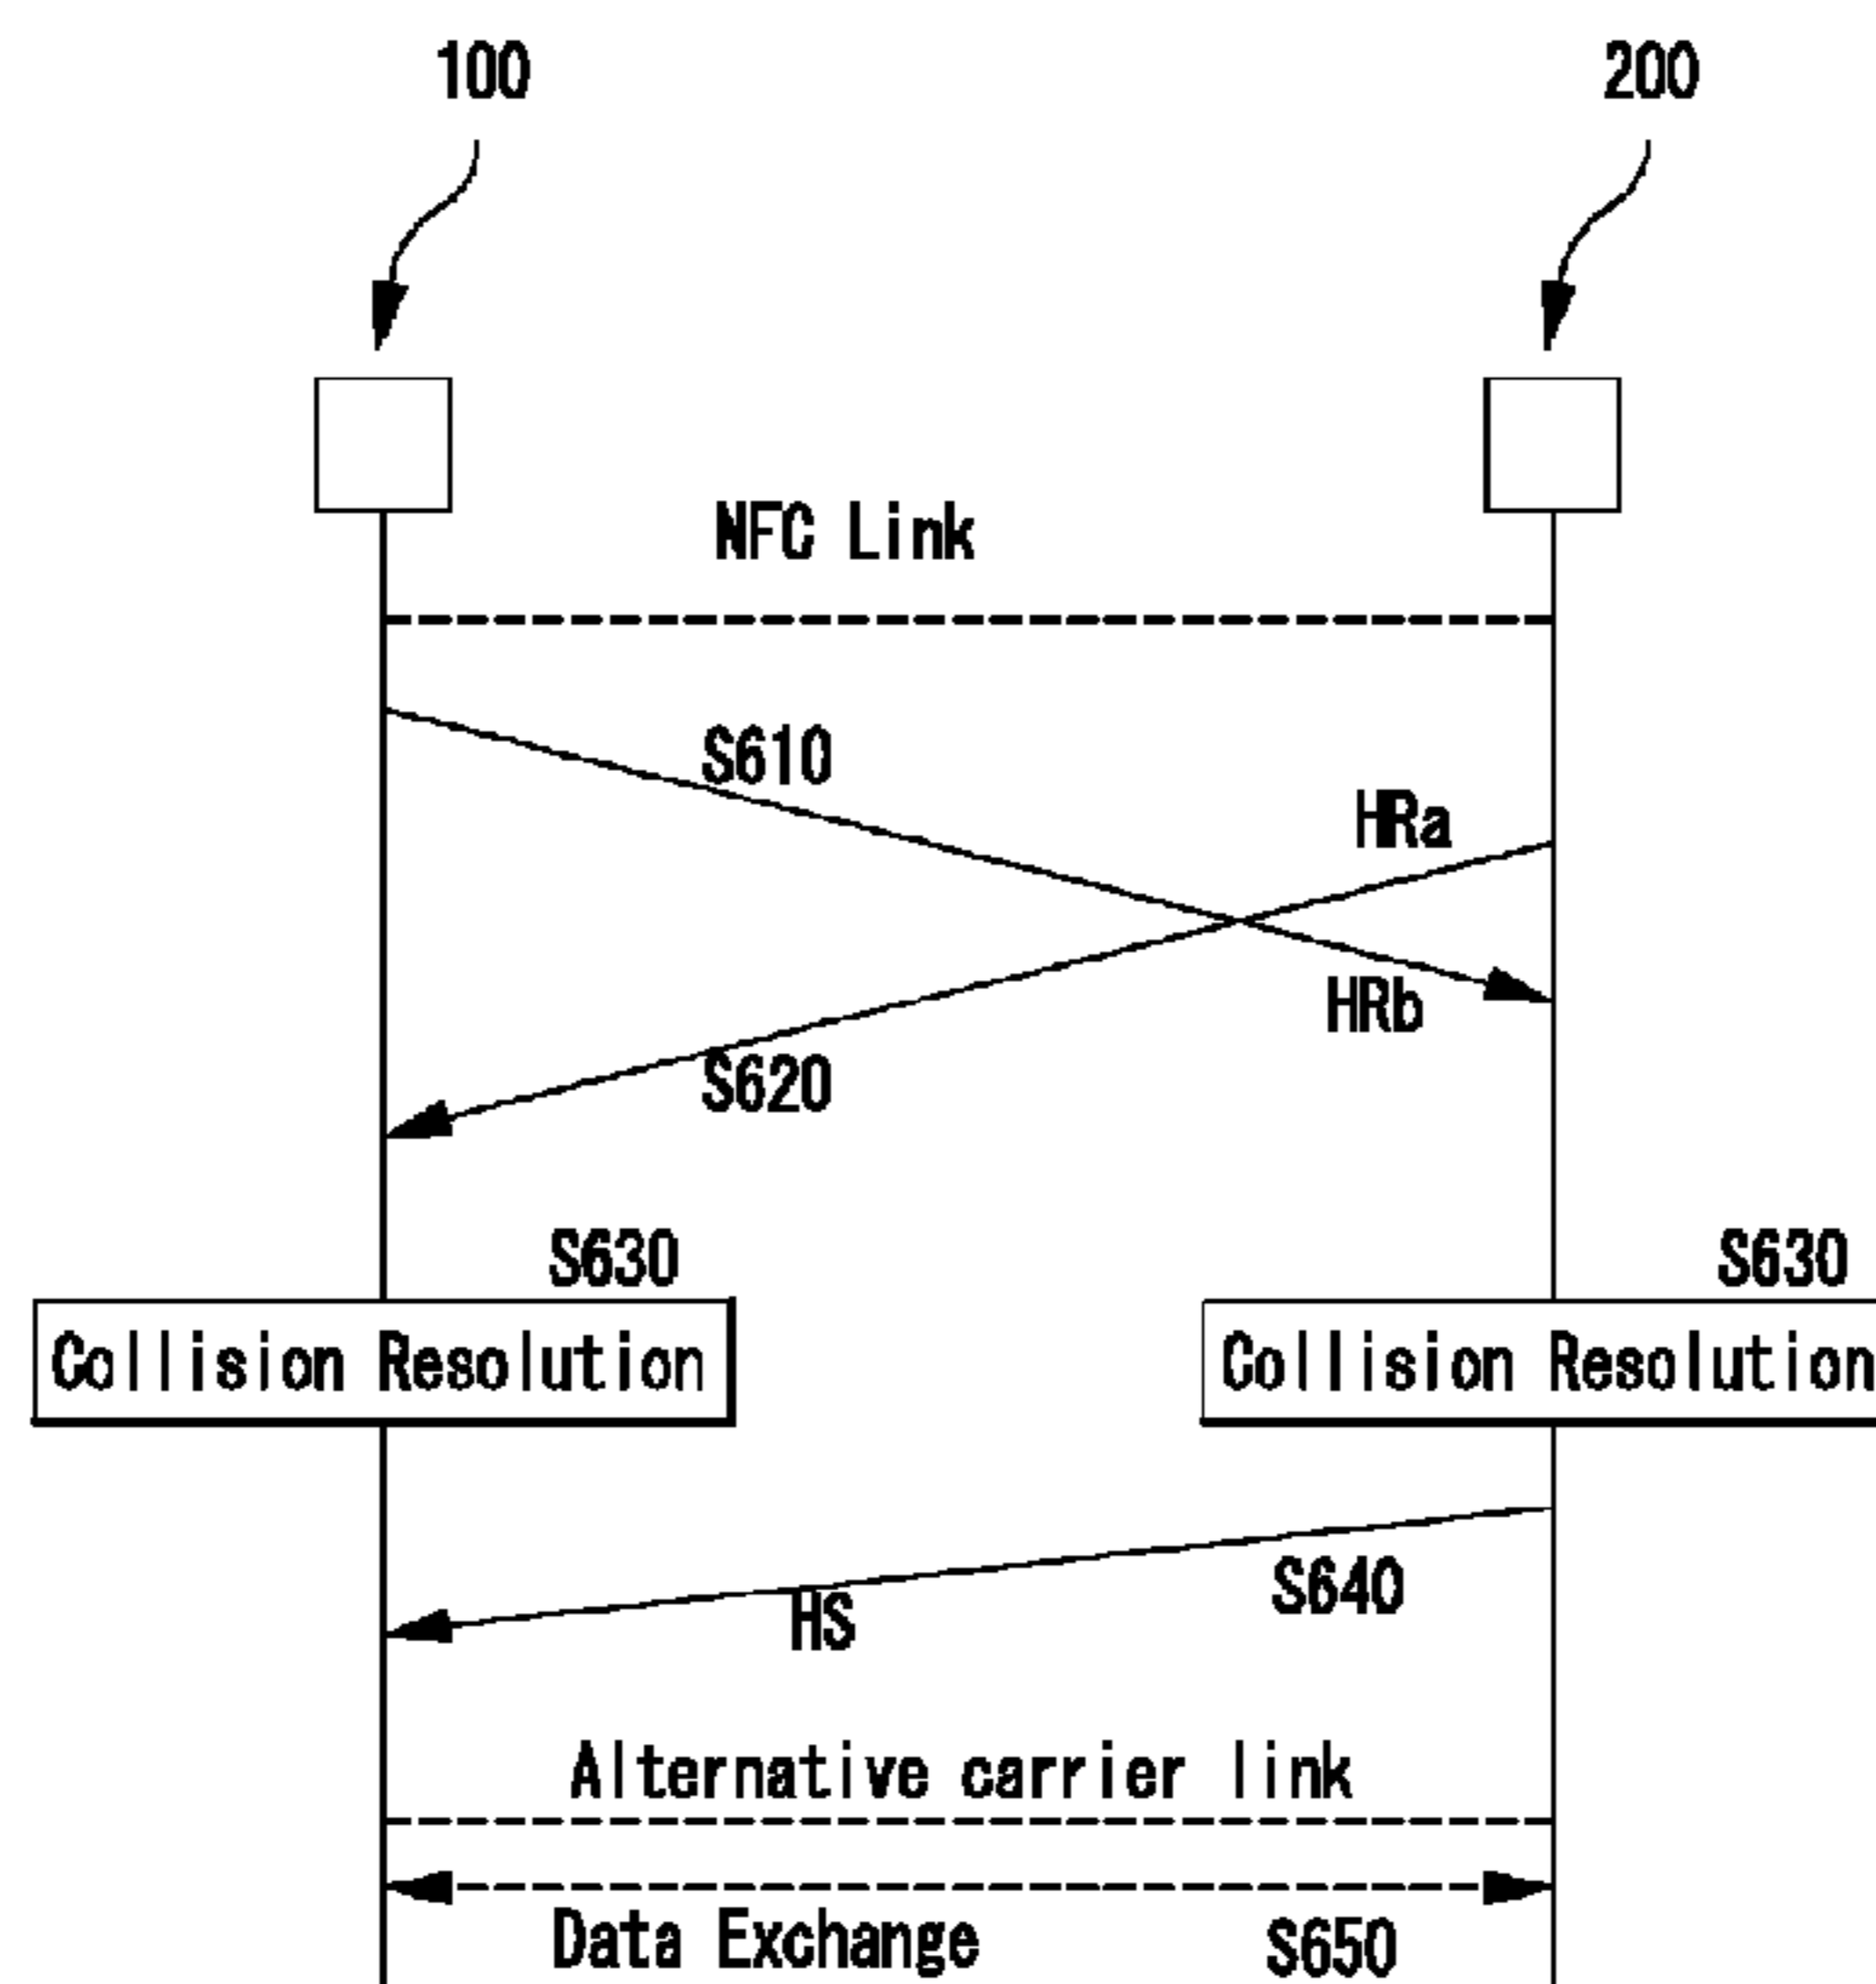 100
200
NFC Link
S610
HRa
HRb
S620
S630
S630
Collision Resolution
Collision Resolution
S640
HS
Alternative carrier link
Data Exchange
S650